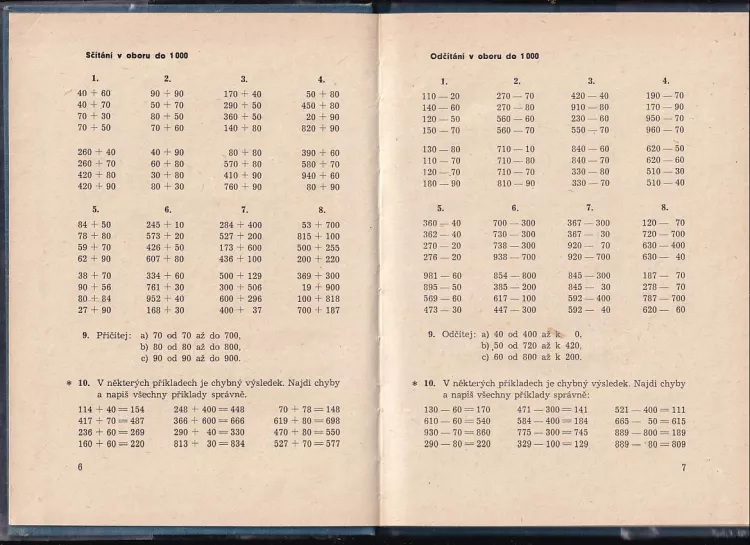 Sčítání v oboru do 1000
1. 2. 3. 4.
40 + 60 90 + 90 170 + 40 50 + 80
40 + 70 50 + 70 290 + 50 450 + 80
70 + 30 80 + 50 360 + 50 20 + 90
70 + 50 70 + 60 140 + 80 820 + 90
260 + 40 40 + 90 80 + 80 390 + 60
260 + 70 60 + 80 570 + 80 580 + 70
420 + 80 30 + 80 410 + 90 940 + 60
420 + 90 80 + 30 760 + 90 80 + 90
5. 6. 7. 8.
84 + 50 245 + 10 284 + 400 53 + 700
78 + 80 573 + 20 527 + 200 815 + 100
59 + 70 426 + 50 173 + 600 500 + 255
62 + 90 607 + 80 436 + 100 200 + 220
38 + 70 334 + 60 500 + 129 369 + 300
90 + 56 761 + 30 300 + 506 19 + 900
80 + 84 952 + 40 600 + 296 100 + 818
27 + 90 168 + 30 400 + 37 700 + 187
9. Přičítej: a) 70 od 70 až do 700,
b) 80 od 80 až do 800,
c) 90 od 90 až do 900.
* 10. V některých příkladech je chybný výsledek. Najdi chyby
a napiš všechny příklady správně.
114 + 40 = 154 248 + 400 = 448 70 + 78 = 148
417 + 70 = 487 366 + 600 = 666 619 + 80 = 698
236 + 60 = 269 290 + 40 = 330 470 + 80 = 550
160 + 60 = 220 813 + 30 = 834 527 + 70 = 577
6
Odčítání v oboru do 1000
1. 2. 3. 4.
110 — 20 270 — 70 420 — 40 190 — 70
140 — 60 270 — 80 910 — 80 170 — 90
120 — 50 560 — 60 230 — 60 950 — 70
150 — 70 560 — 70 550 — 70 960 — 70
130 — 80 710 — 10 840 — 60 620 — 50
110 — 70 710 — 80 840 — 70 620 — 60
120 — 70 710 — 70 330 — 80 510 — 30
180 — 90 810 — 90 330 — 70 510 — 40
5. 6. 7. 8.
360 — 40 700 — 300 367 — 300 120 — 70
362 — 40 730 — 300 367 — 30 720 — 700
270 — 20 738 — 300 920 — 70 630 — 400
276 — 20 938 — 700 920 — 700 630 — 40
981 — 60 854 — 800 845 — 300 187 — 70
895 — 50 385 — 200 845 — 30 278 — 70
569 — 60 617 — 100 592 — 400 787 — 700
473 — 30 447 — 300 592 — 40 620 — 60
9. Odčítej: a) 40 od 400 až k 0,
b) 50 od 720 až k 420,
c) 60 od 800 až k 200.
* 10. V některých příkladech je chybný výsledek. Najdi chyby
a napiš všechny příklady správně:
130 — 60 = 170 471 — 300 = 141 521 — 400 = 111
610 — 60 = 540 584 — 400 = 184 665 — 50 = 615
930 — 70 = 860 775 — 300 = 745 889 — 800 = 189
290 — 80 = 220 329 — 100 = 129 889 — 80 = 809
7